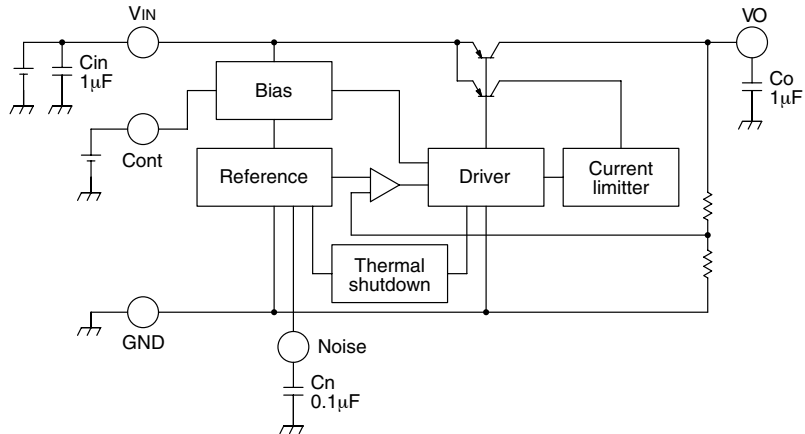 VIN
VO
Cin
1μF
Bias
Co
1μF
Cont
Reference
Driver
Current
limitter
Thermal
shutdown
GND
Noise
Cn
0.1μF